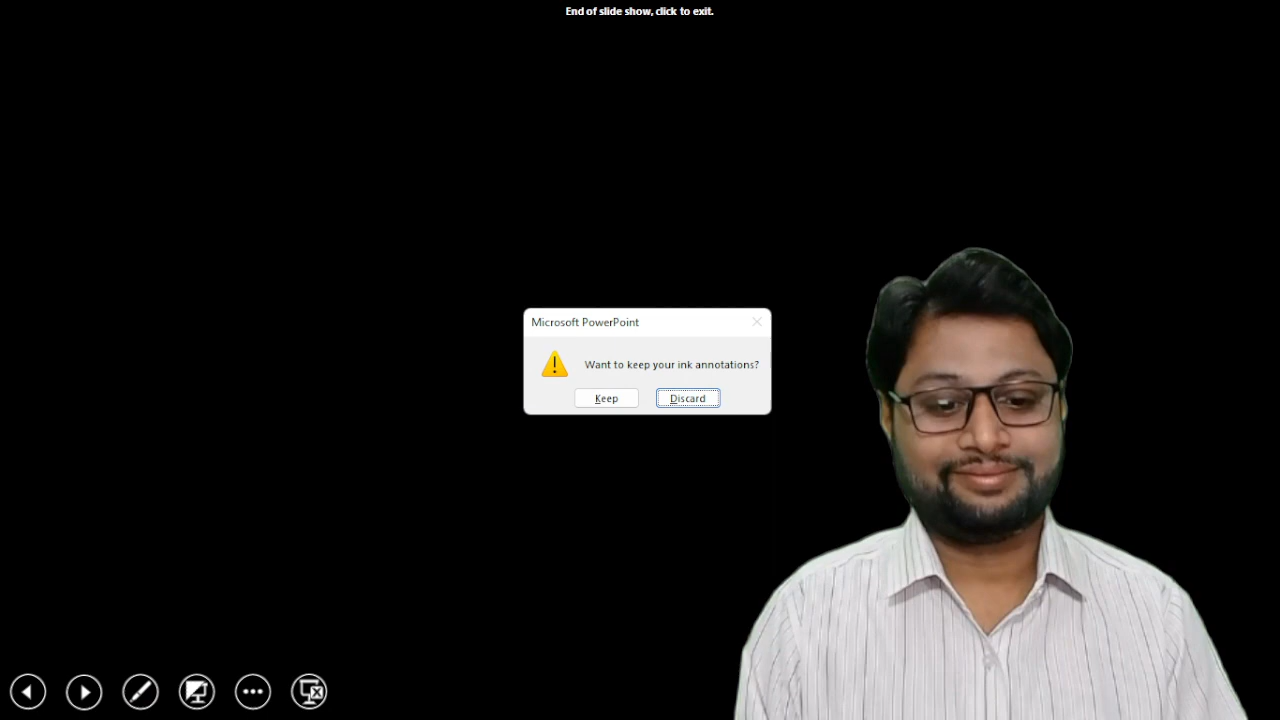 End of slide show, click to exit.
Microsoft PowerPoint
Want to keep your ink annotations?
Keep
Discard